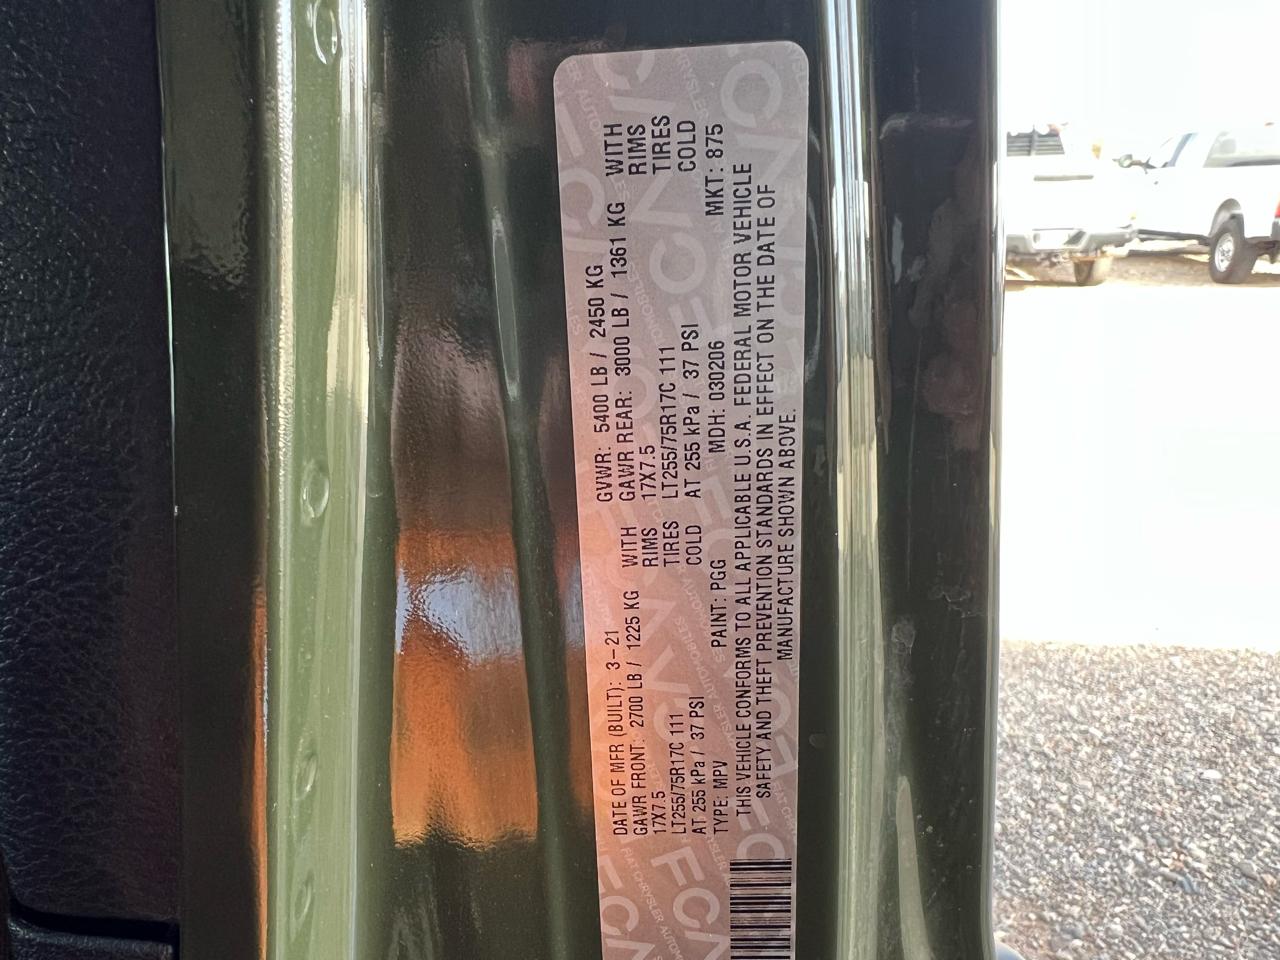 DATE OF MFR (BUILT): 3-21 GVWR: 5400 LB / 2450 KG
GAWR FRONT: 2700 LB / 1225 KG WITH GAWR REAR: 3000 LB / 1361 KG WITH
17X7.5 RIMS 17X7.5 RIMS
LT255/75R17C 111 TIRES LT255/75R17C 111 TIRES
AT 255 kPa / 37 PSI COLD AT 255 kPa / 37 PSI COLD
TYPE: MPV PAINT: PGG MDH: 030206 MKT: 875
THIS VEHICLE CONFORMS TO ALL APPLICABLE U.S.A. FEDERAL MOTOR VEHICLE
SAFETY AND THEFT PREVENTION STANDARDS IN EFFECT ON THE DATE OF
MANUFACTURE SHOWN ABOVE.